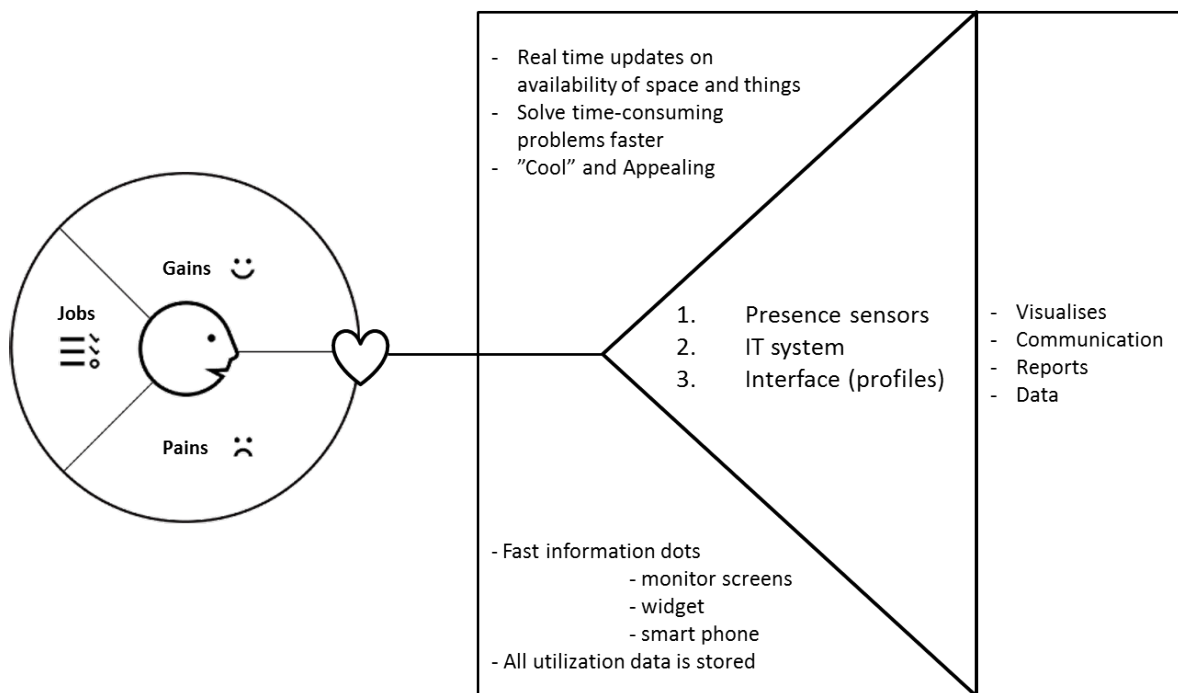 Gains
Jobs
Pains
- Real time updates on
availability of space and things
- Solve time-consuming
problems faster
- ”Cool” and Appealing
1. Presence sensors
2. IT system
3. Interface (profiles)
- Fast information dots
- monitor screens
- widget
- smart phone
- All utilization data is stored
- Visualises
- Communication
- Reports
- Data